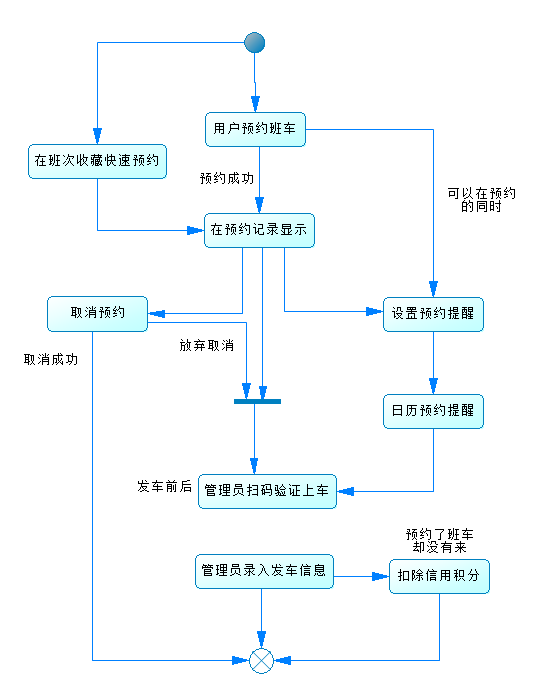 用户预约班车
在班次收藏快速预约
预约成功
可以在预约
的同时
在预约记录显示
取消预约
设置预约提醒
放弃取消
取消成功
日历预约提醒
发车前后
管理员扫码验证上车
预约了班车
却没有来
管理员录入发车信息
扣除信用积分